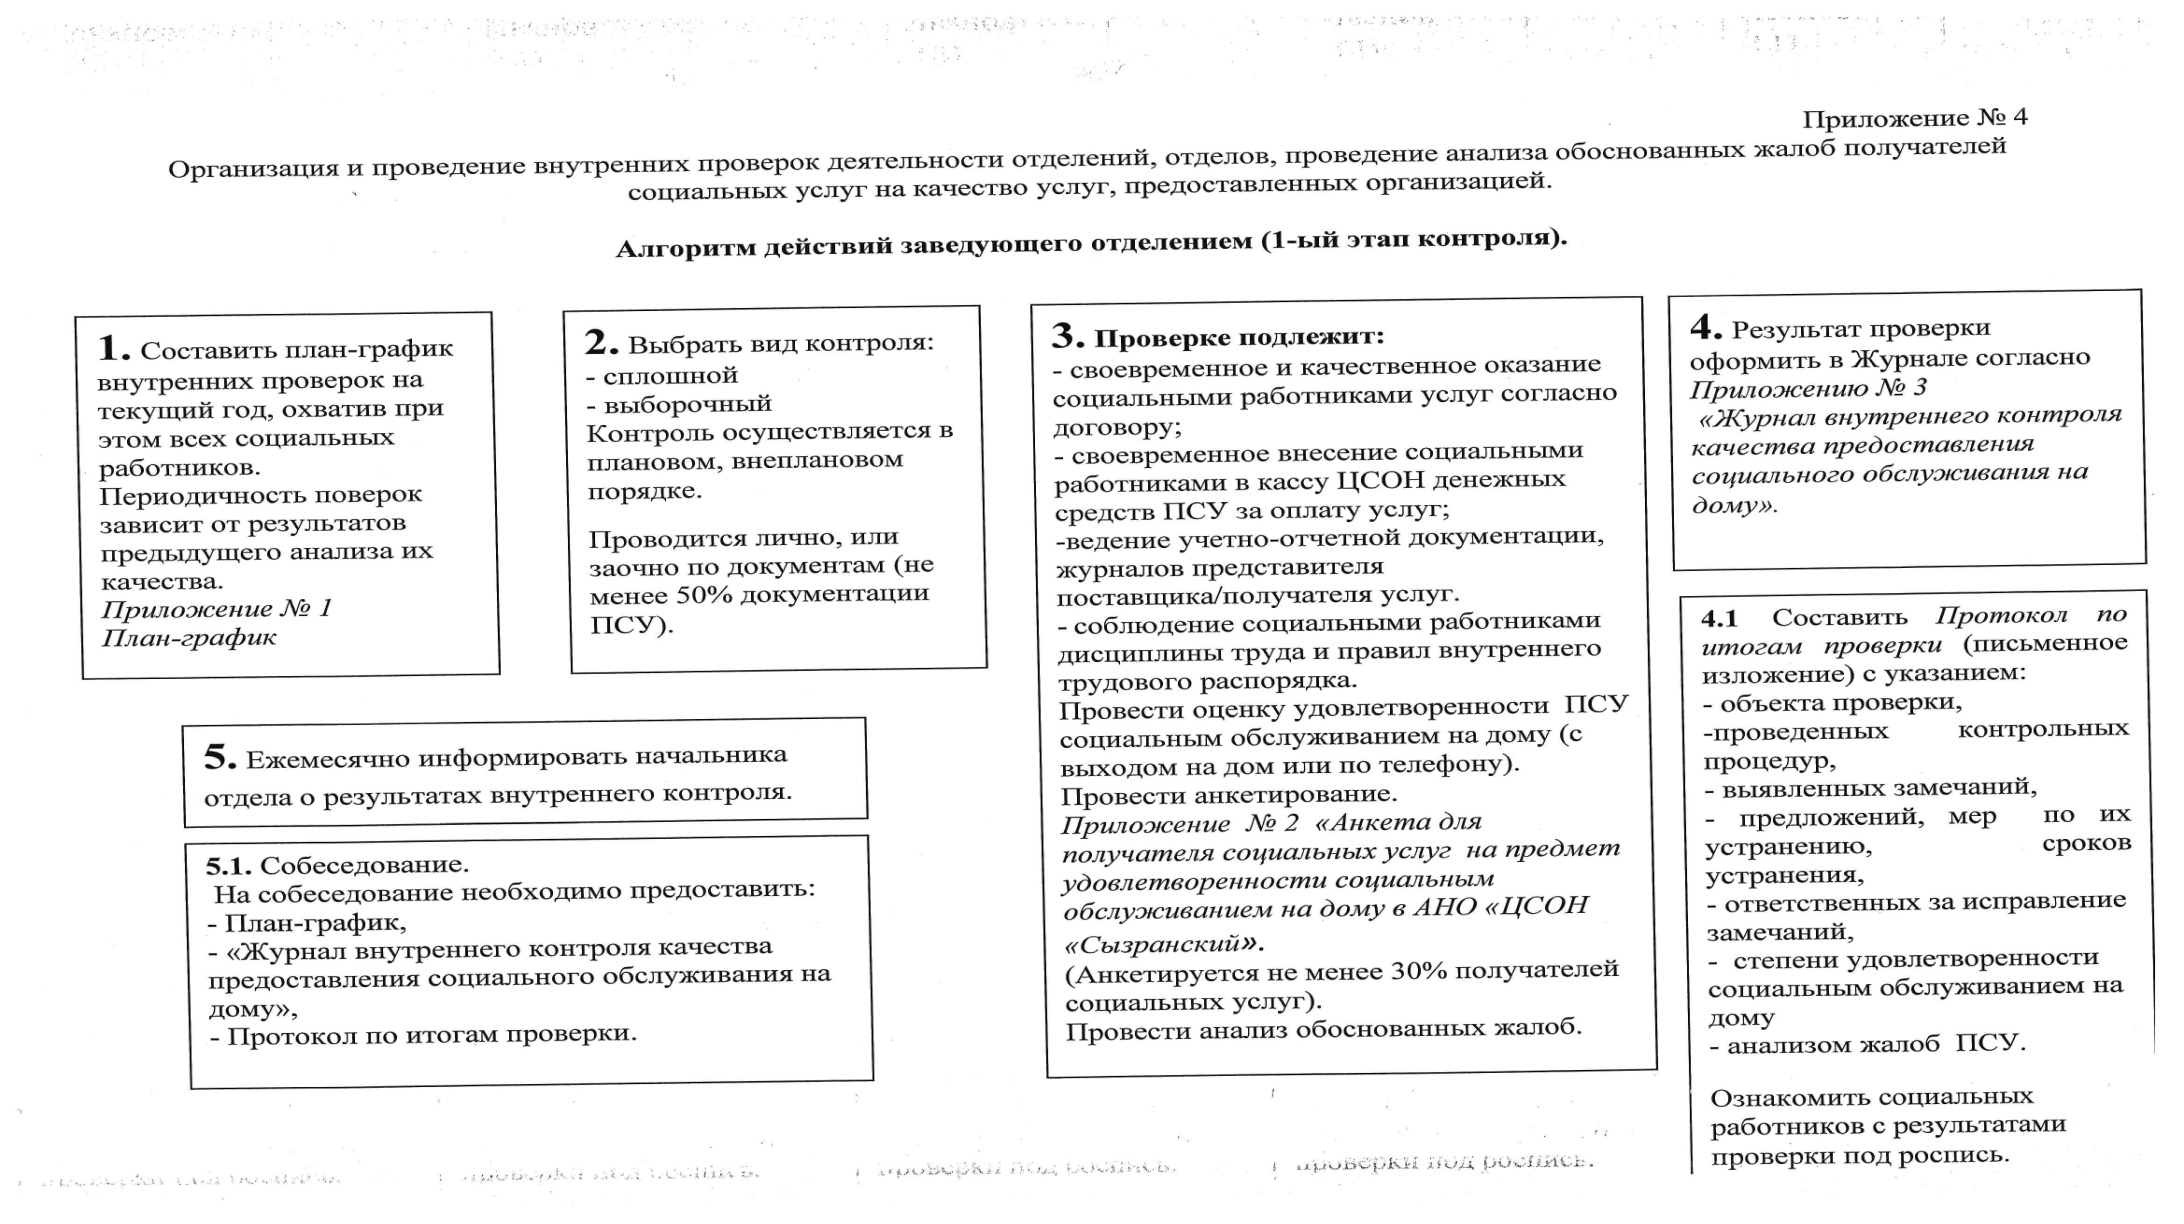 Приложение № 4
Организация и проведение внутренних проверок деятельности отделений, отделов, проведение анализа обоснованных жалоб получателей
социальных услуг на качество услуг, предоставленных организацией.
Алгоритм действий заведующего отделением (1-ый этап контроля).
1. Составить план-график
внутренних проверок на
текущий год, охватив при
этом всех социальных
работников.
Периодичность поверок
зависит от результатов
предыдущего анализа их
качества.
Приложение № 1
План-график
2. Выбрать вид контроля:
- сплошной
- выборочный
Контроль осуществляется в
плановом, внеплановом
порядке.
Проводится лично, или
заочно по документам (не
менее 50% документации
ПСУ).
3. Проверке подлежит:
- своевременное и качественное оказание
социальными работниками услуг согласно
договору;
- своевременное внесение социальными
работниками в кассу ЦСОН денежных
средств ПСУ за оплату услуг;
-ведение учетно-отчетной документации,
журналов представителя
поставщика/получателя услуг.
- соблюдение социальными работниками
дисциплины труда и правил внутреннего
трудового распорядка.
Провести оценку удовлетворенности ПСУ
социальным обслуживанием на дому (с
выходом на дом или по телефону).
Провести анкетирование.
Приложение № 2 «Анкета для
получателя социальных услуг на предмет
удовлетворенности социальным
обслуживанием на дому в АНО «ЦСОН
«Сызранский».
(Анкетируется не менее 30% получателей
социальных услуг).
Провести анализ обоснованных жалоб.
4. Результат проверки
оформить в Журнале согласно
Приложению № 3
«Журнал внутреннего контроля
качества предоставления
социального обслуживания на
дому».
4.1 Составить Протокол по
итогам проверки (письменное
изложение) с указанием:
- объекта проверки,
-проведенных контрольных
процедур,
- выявленных замечаний,
- предложений, мер по их
устранению, сроков
устранения,
- ответственных за исправление
замечаний,
- степени удовлетворенности
социальным обслуживанием на
дому
- анализом жалоб ПСУ.
Ознакомить социальных
работников с результатами
проверки под роспись.
5. Ежемесячно информировать начальника
отдела о результатах внутреннего контроля.
5.1. Собеседование.
На собеседование необходимо предоставить:
- План-график,
- «Журнал внутреннего контроля качества
предоставления социального обслуживания на
дому»,
- Протокол по итогам проверки.
проверки под роспись.
проверки под роспись.
проверки под роспись.